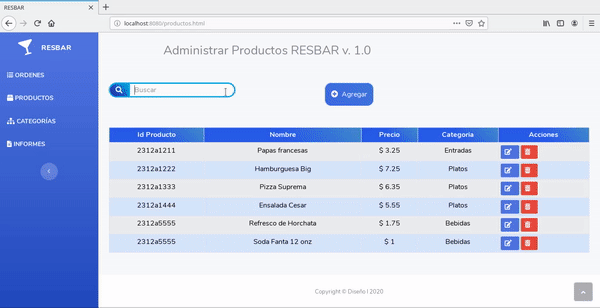 RESBAR
localhost:8080/productos.html
RESBAR
Administrar Productos RESBAR v. 1.0
ORDENES
PRODUCTOS
CATEGORÍAS
INFORMES
Buscar
Agregar
Id Producto Nombre Precio Categoria Acciones
2312a1211 Papas francesas $ 3.25 Entradas
2312a1222 Hamburguesa Big $ 7.25 Platos
2312a1333 Pizza Suprema $ 6.35 Platos
2312a1444 Ensalada Cesar $ 5.55 Platos
2312a5555 Refresco de Horchata $ 1.75 Bebidas
2312a5555 Soda Fanta 12 onz $ 1 Bebidas
Copyright © Diseño I 2020